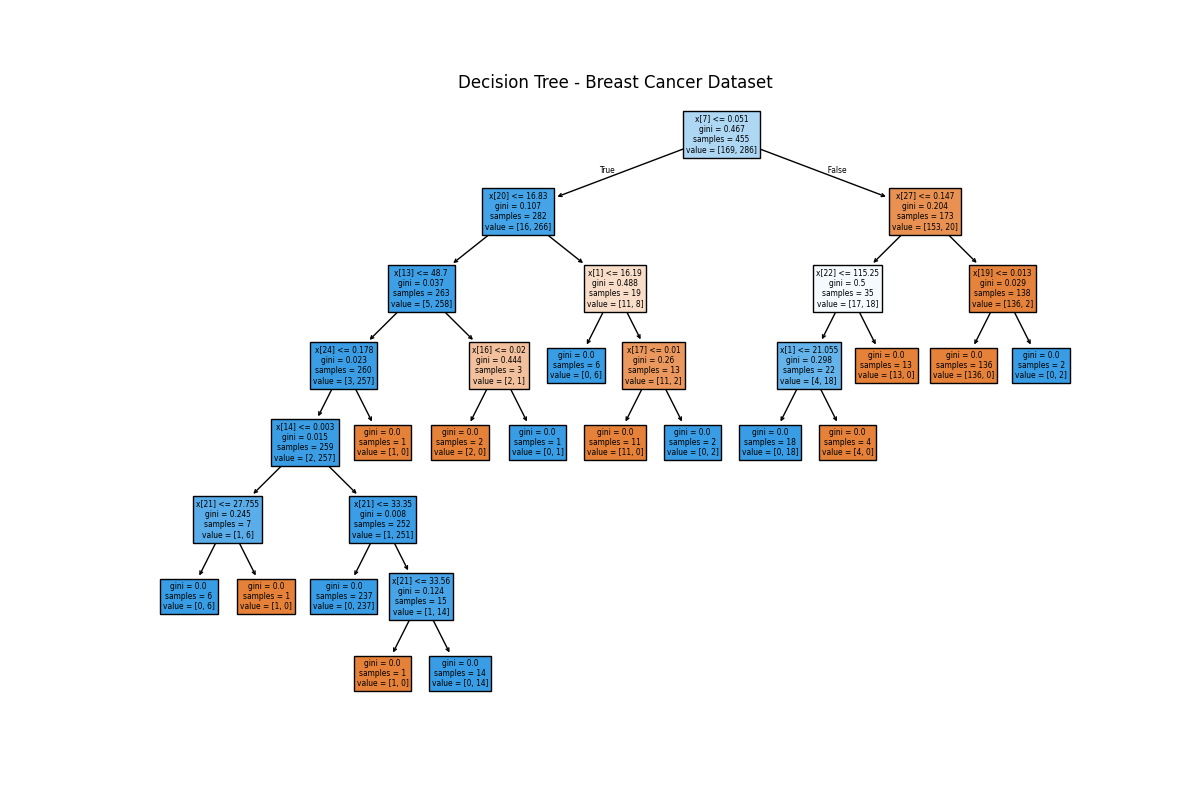 Decision Tree - Breast Cancer Dataset
x[7] <= 0.051
gini = 0.467
samples = 455
value = [169, 286]
True
False
x[20] <= 16.83
gini = 0.107
samples = 282
value = [16, 266]
x[27] <= 0.147
gini = 0.204
samples = 173
value = [153, 20]
x[13] <= 48.7
gini = 0.037
samples = 263
value = [5, 258]
x[1] <= 16.19
gini = 0.488
samples = 19
value = [11, 8]
x[22] <= 115.25
gini = 0.5
samples = 35
value = [17, 18]
x[19] <= 0.013
gini = 0.029
samples = 138
value = [136, 2]
x[24] <= 0.178
gini = 0.023
samples = 260
value = [3, 257]
x[16] <= 0.02
gini = 0.444
samples = 3
value = [2, 1]
gini = 0.0
samples = 6
value = [0, 6]
x[17] <= 0.01
gini = 0.26
samples = 13
value = [11, 2]
x[1] <= 21.055
gini = 0.298
samples = 22
value = [4, 18]
gini = 0.0
samples = 13
value = [13, 0]
gini = 0.0
samples = 136
value = [136, 0]
gini = 0.0
samples = 2
value = [0, 2]
x[14] <= 0.003
gini = 0.015
samples = 259
value = [2, 257]
gini = 0.0
samples = 1
value = [1, 0]
gini = 0.0
samples = 2
value = [2, 0]
gini = 0.0
samples = 1
value = [0, 1]
gini = 0.0
samples = 11
value = [11, 0]
gini = 0.0
samples = 2
value = [0, 2]
gini = 0.0
samples = 18
value = [0, 18]
gini = 0.0
samples = 4
value = [4, 0]
x[21] <= 27.755
gini = 0.245
samples = 7
value = [1, 6]
x[21] <= 33.35
gini = 0.008
samples = 252
value = [1, 251]
gini = 0.0
samples = 6
value = [0, 6]
gini = 0.0
samples = 1
value = [1, 0]
gini = 0.0
samples = 237
value = [0, 237]
x[21] <= 33.56
gini = 0.124
samples = 15
value = [1, 14]
gini = 0.0
samples = 1
value = [1, 0]
gini = 0.0
samples = 14
value = [0, 14]